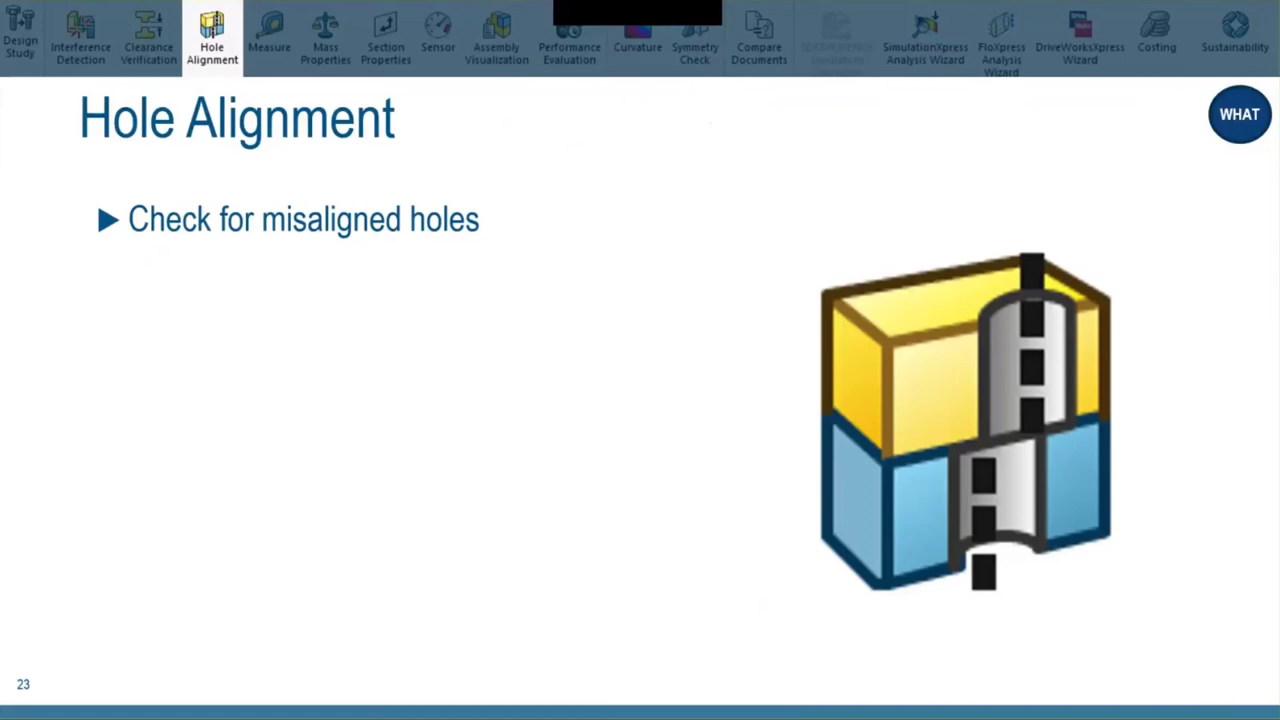 Design
Study
Interference
Detection
Clearance
Verification
Hole
Alignment
Measure
Mass
Properties
Section
Properties
Sensor
Assembly
Visualization
Performance
Evaluation
Curvature
Symmetry
Check
Compare
Documents
SimulationXpress
Analysis Wizard
FloXpress
Analysis
Wizard
DriveWorksXpress
Wizard
Costing
Sustainability
Hole Alignment
WHAT
Check for misaligned holes
23